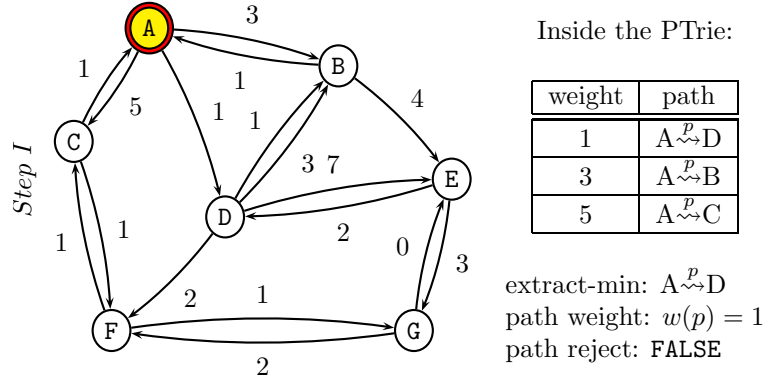 Step I
A
3
B
1
1
5
1
1
4
C
3 7
E
D
2
1
1
0
3
2
1
F
G
2
Inside the PTrie:
weight path
1 A p⇝ D
3 A p⇝ B
5 A p⇝ C
extract-min: A p⇝ D
path weight: w(p) = 1
path reject: FALSE